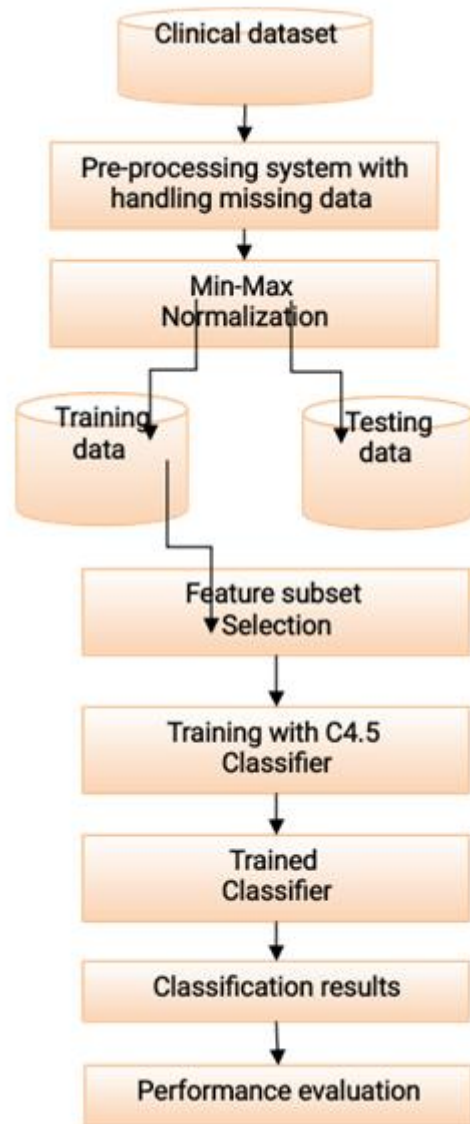 Clinical dataset
Pre-processing system with
handling missing data
Min-Max
Normalization
Training
data
Testing
data
Feature subset
Selection
Training with C4.5
Classifier
Trained
Classifier
Classification results
Performance evaluation